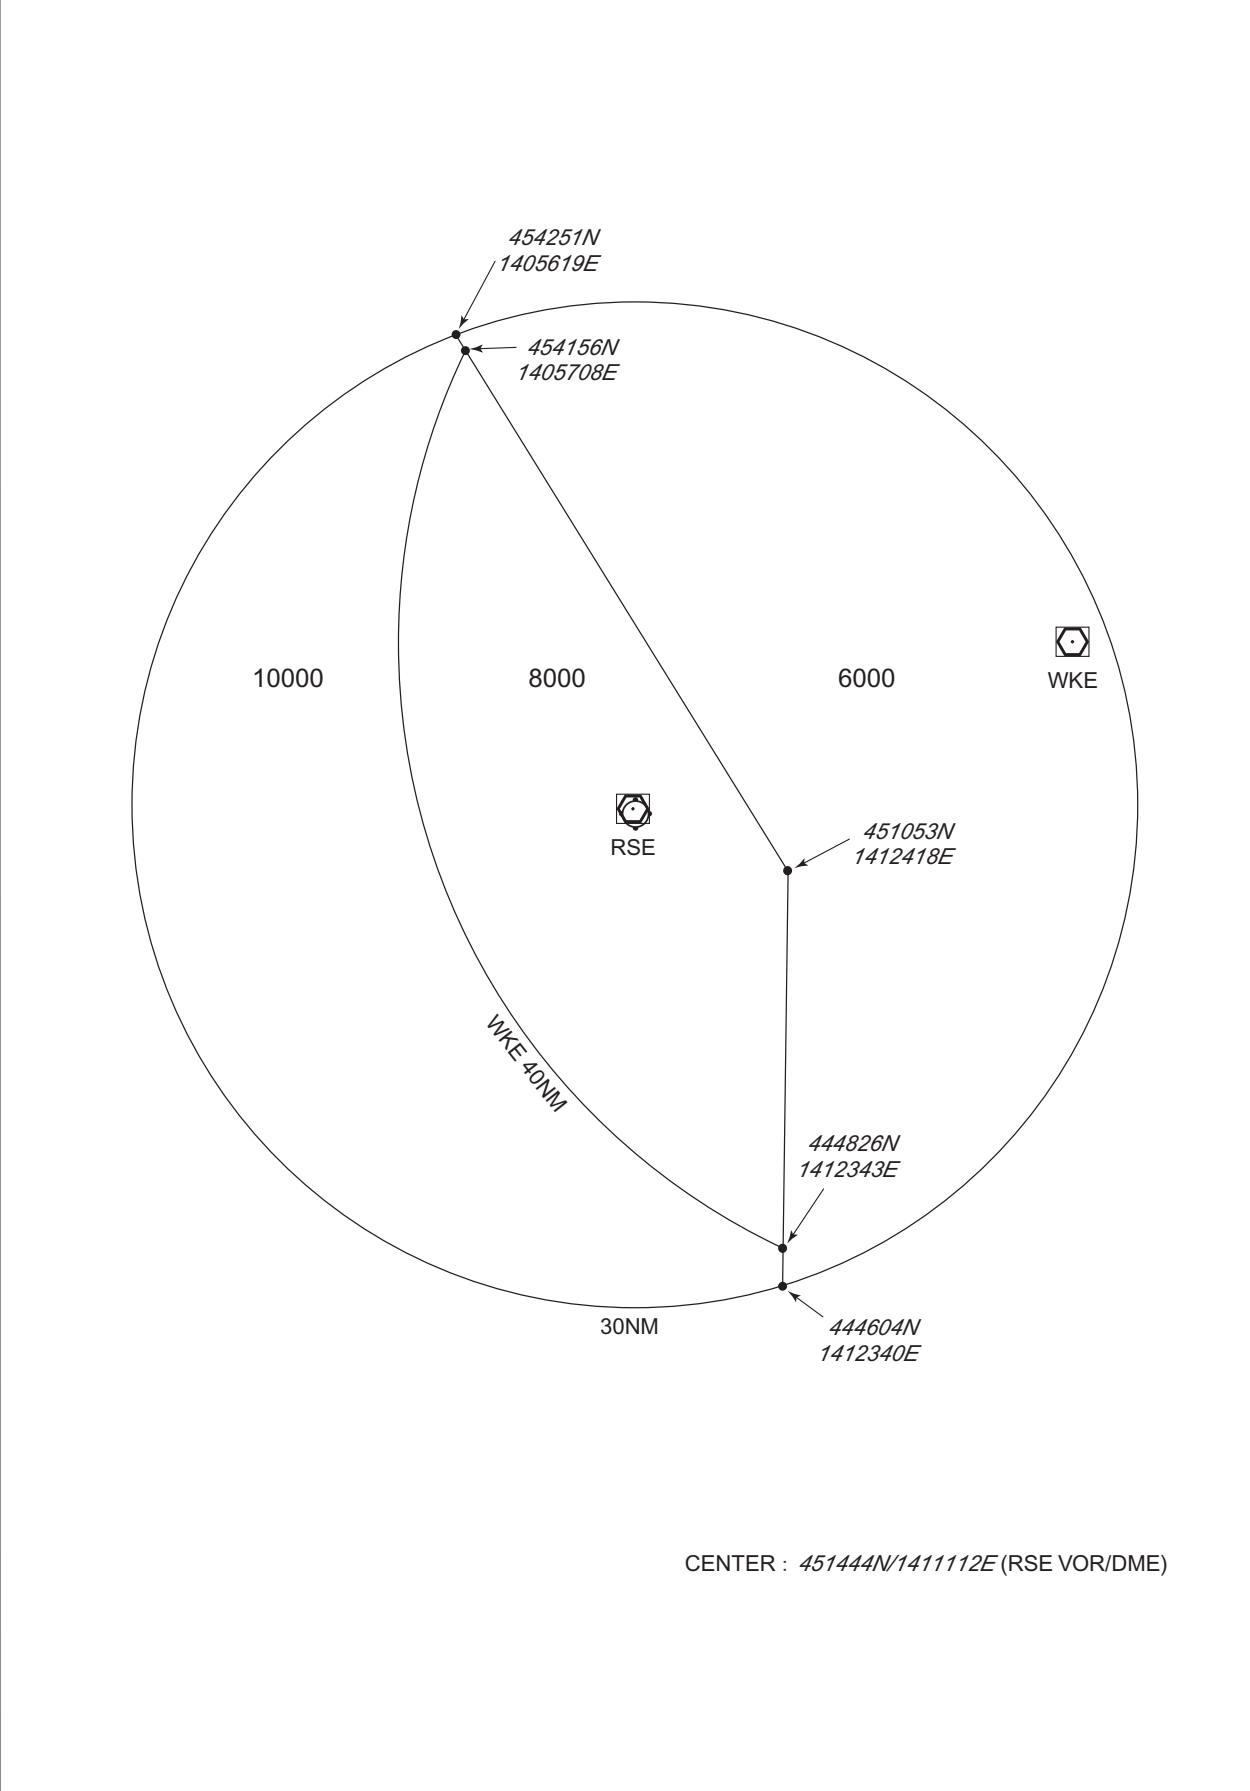 454251N
1405619E
454156N
1405708E
10000
8000
6000
WKE
RSE
451053N
1412418E
WKE 40NM
444826N
1412343E
30NM
444604N
1412340E
CENTER : 451444N/1411112E (RSE VOR/DME)